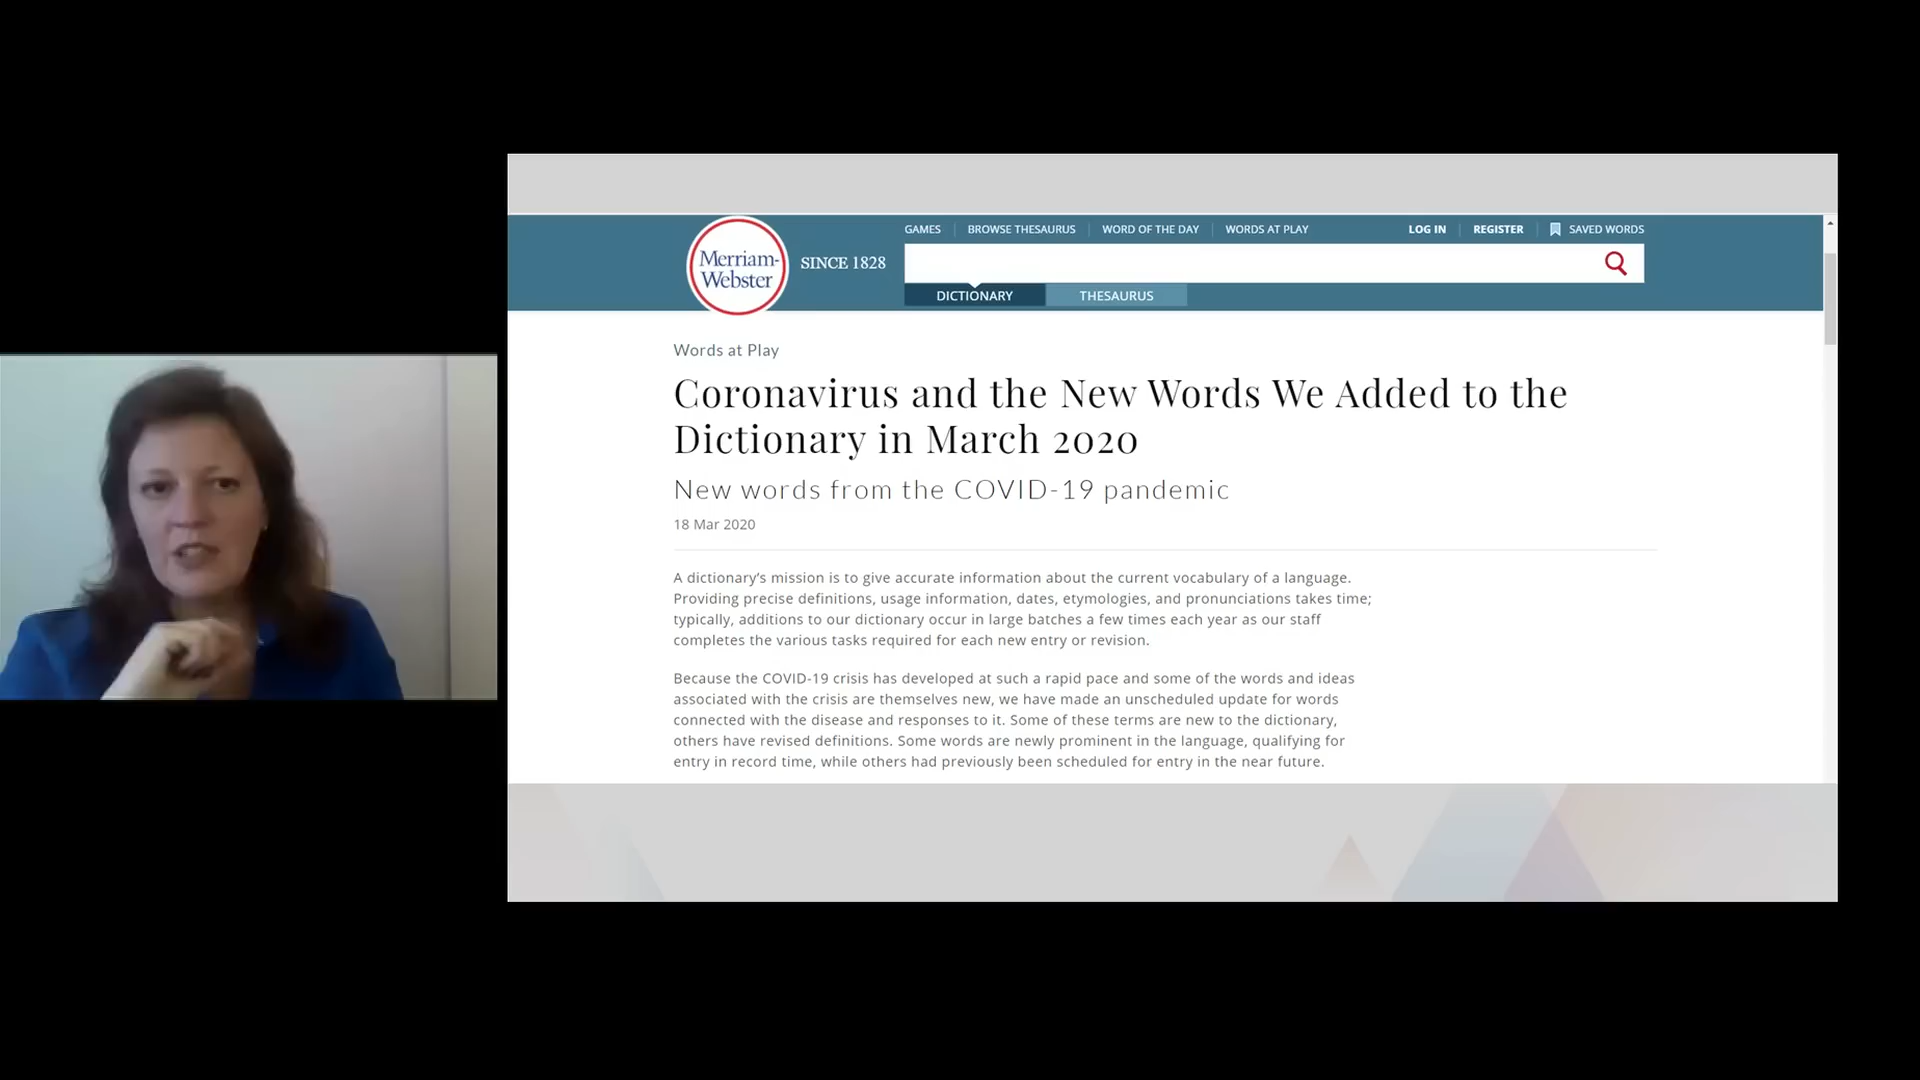 GAMES BROWSE THESAURUS WORD OF THE DAY WORDS AT PLAY LOG IN REGISTER SAVED WORDS
Merriam-
Webster
SINCE 1828
DICTIONARY THESAURUS
Words at Play
Coronavirus and the New Words We Added to the
Dictionary in March 2020
New words from the COVID-19 pandemic
18 Mar 2020
A dictionary's mission is to give accurate information about the current vocabulary of a language.
Providing precise definitions, usage information, dates, etymologies, and pronunciations takes time;
typically, additions to our dictionary occur in large batches a few times each year as our staff
completes the various tasks required for each new entry or revision.
Because the COVID-19 crisis has developed at such a rapid pace and some of the words and ideas
associated with the crisis are themselves new, we have made an unscheduled update for words
connected with the disease and responses to it. Some of these terms are new to the dictionary,
others have revised definitions. Some words are newly prominent in the language, qualifying for
entry in record time, while others had previously been scheduled for entry in the near future.